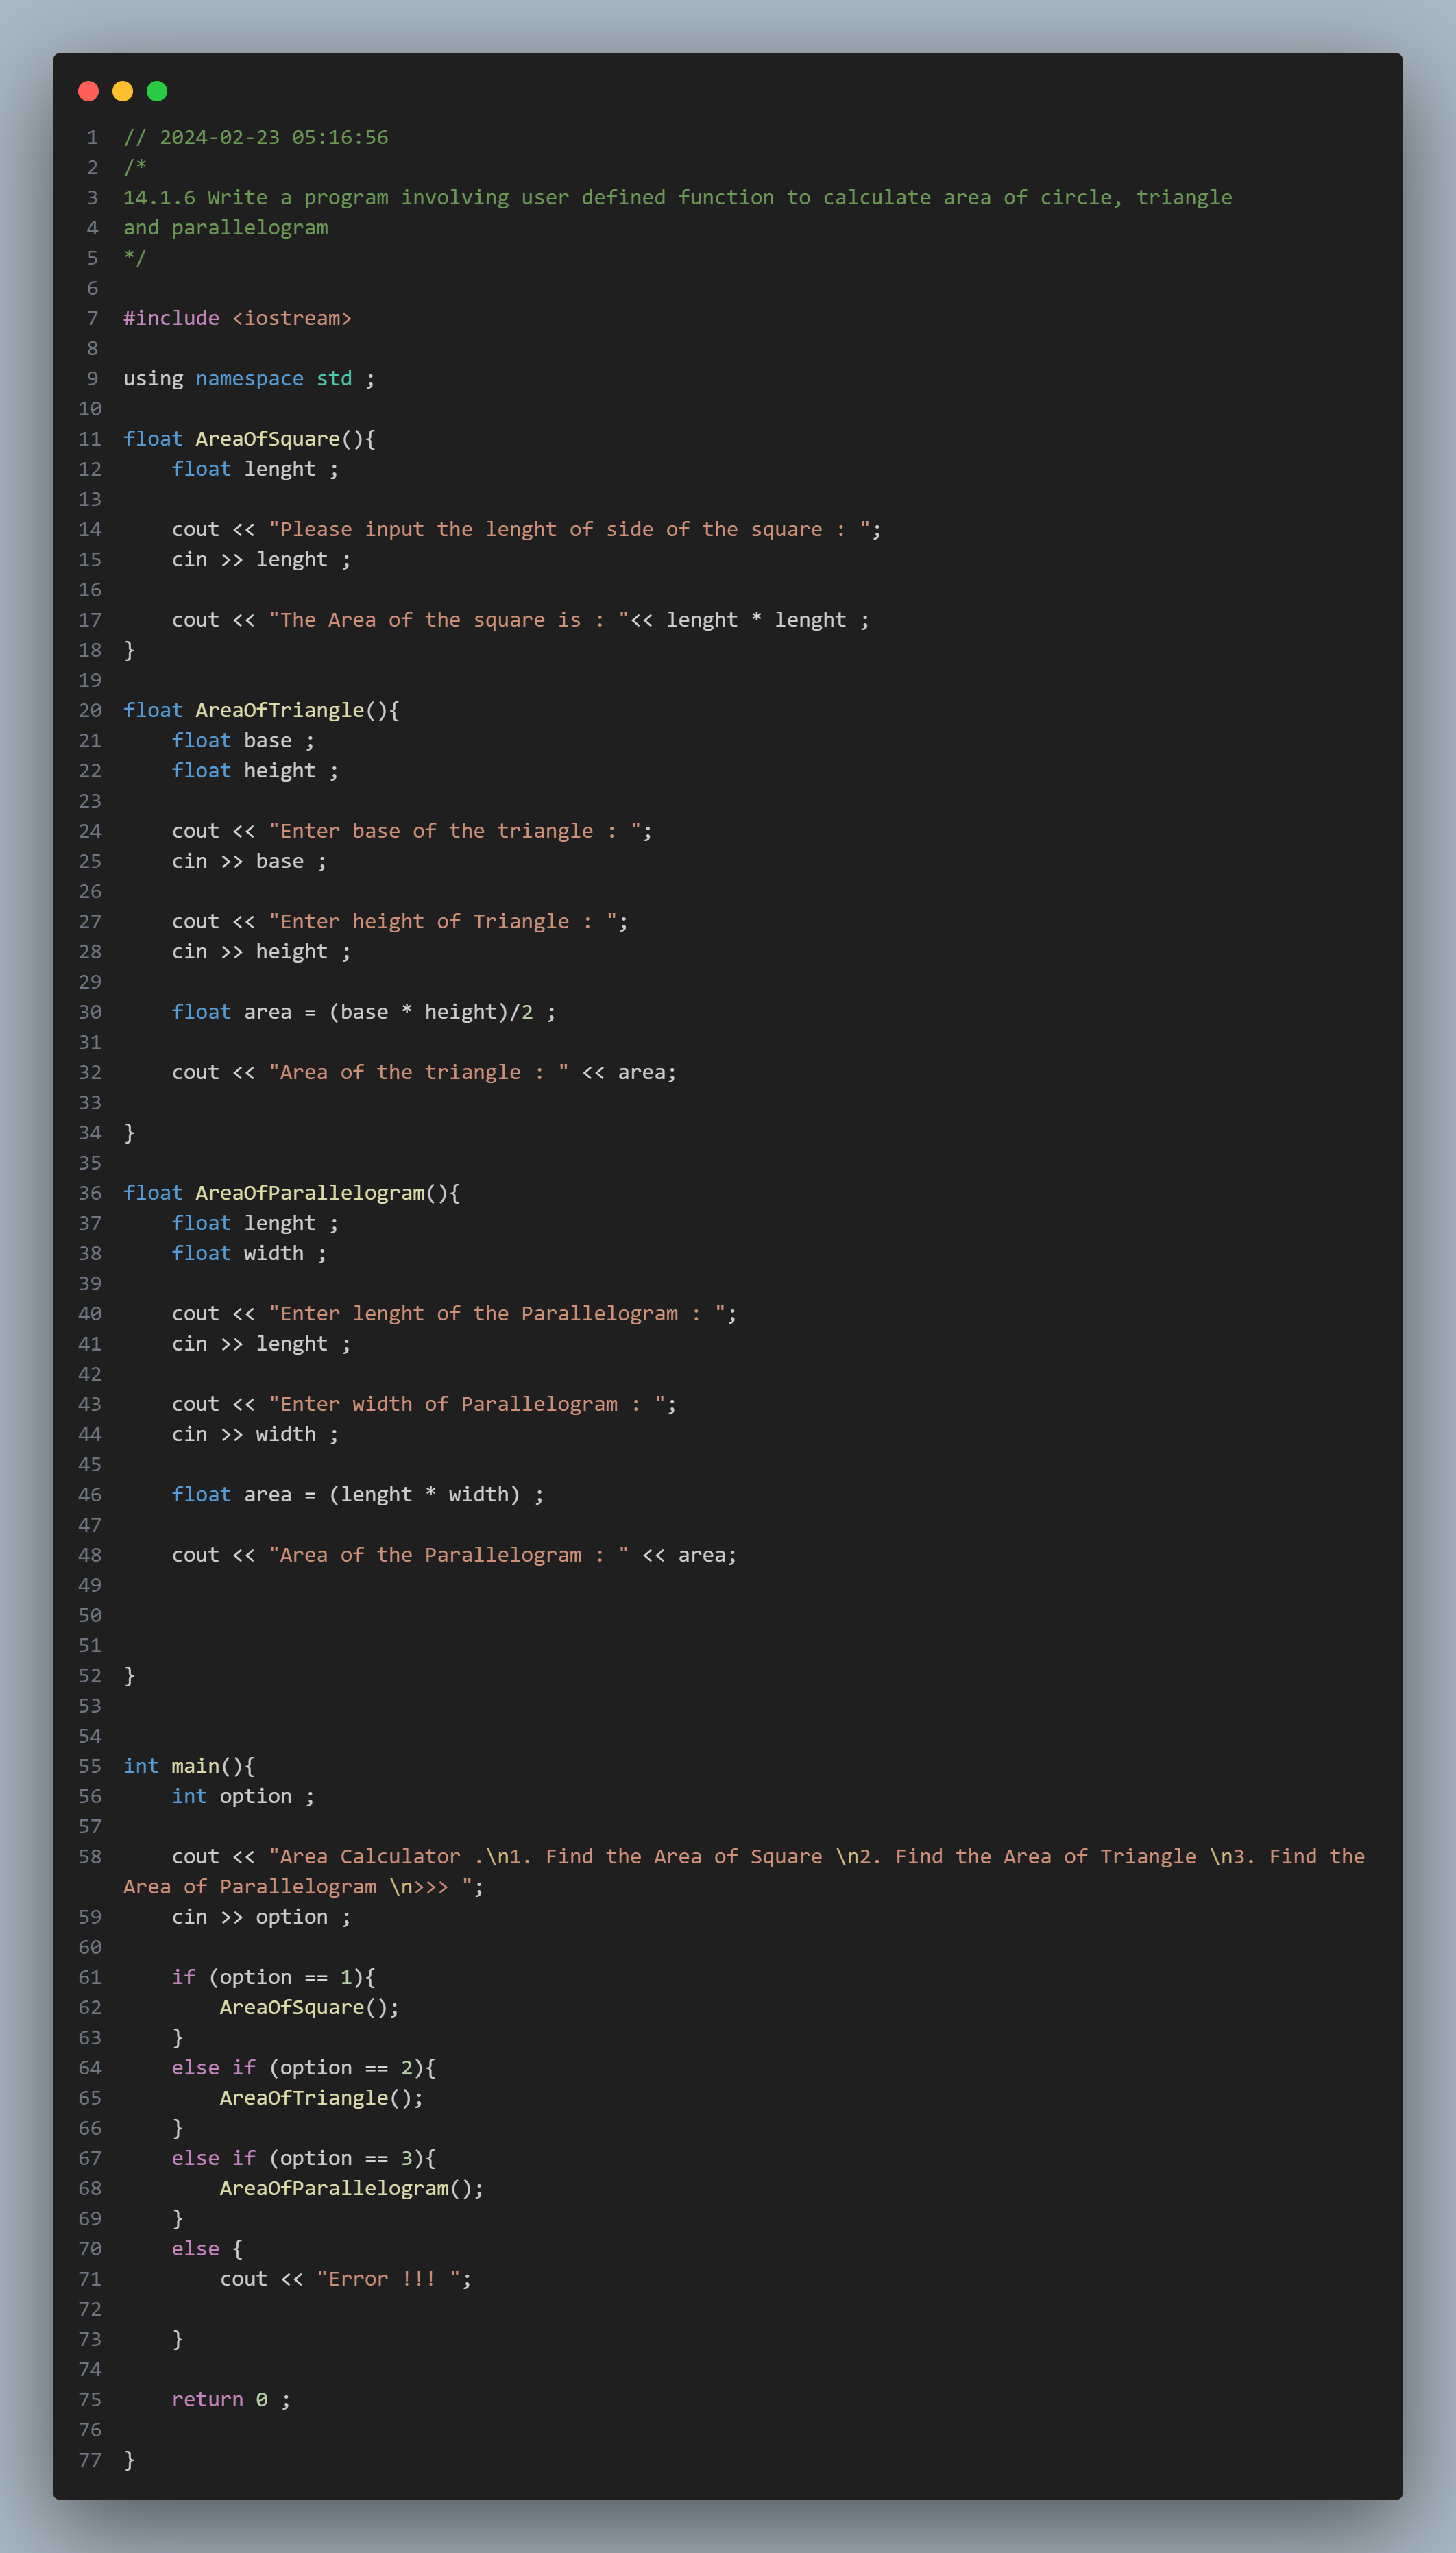 1 // 2024-02-23 05:16:56
2 /*
3 14.1.6 Write a program involving user defined function to calculate area of circle, triangle
4 and parallelogram
5 */
6
7 #include <iostream>
8
9 using namespace std ;
10
11 float AreaOfSquare(){
12     float lenght ;
13
14     cout << "Please input the lenght of side of the square : ";
15     cin >> lenght ;
16
17     cout << "The Area of the square is : "<< lenght * lenght ;
18 }
19
20 float AreaOfTriangle(){
21     float base ;
22     float height ;
23
24     cout << "Enter base of the triangle : ";
25     cin >> base ;
26
27     cout << "Enter height of Triangle : ";
28     cin >> height ;
29
30     float area = (base * height)/2 ;
31
32     cout << "Area of the triangle : " << area;
33
34 }
35
36 float AreaOfParallelogram(){
37     float lenght ;
38     float width ;
39
40     cout << "Enter lenght of the Parallelogram : ";
41     cin >> lenght ;
42
43     cout << "Enter width of Parallelogram : ";
44     cin >> width ;
45
46     float area = (lenght * width) ;
47
48     cout << "Area of the Parallelogram : " << area;
49
50
51
52 }
53
54
55 int main(){
56     int option ;
57
58     cout << "Area Calculator .\n1. Find the Area of Square \n2. Find the Area of Triangle \n3. Find the
Area of Parallelogram \n>>> ";
59     cin >> option ;
60
61     if (option == 1){
62         AreaOfSquare();
63     }
64     else if (option == 2){
65         AreaOfTriangle();
66     }
67     else if (option == 3){
68         AreaOfParallelogram();
69     }
70     else {
71         cout << "Error !!! ";
72
73     }
74
75     return 0 ;
76
77 }